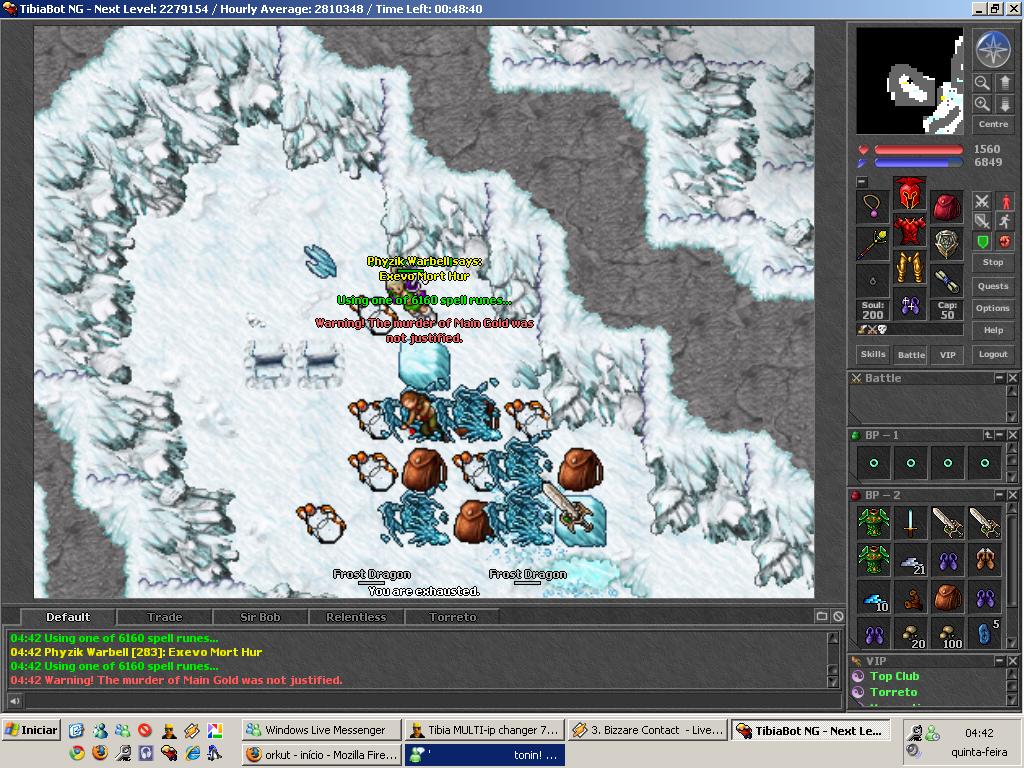 TibiaBot NG - Next Level: 2279154 / Hourly Average: 2810348 / Time Left: 00:48:40
Centre
1560
6849
Phyzik Warbell says:
Exevo Mort Hur
Using one of 6160 spell runes...
Warning! The murder of Main Gold was
not justified.
Soul:
200
Cap:
50
Stop
Quests
Options
Help
Skills
Battle
VIP
Logout
Battle
BP - 1
BP - 2
21
10
20
100
5
Frost Dragon
Frost Dragon
You are exhausted.
Default
Trade
Sir Bob
Relentless
Torreto
04:42 Using one of 6160 spell runes...
04:42 Phyzik Warbell [283]: Exevo Mort Hur
04:42 Using one of 6160 spell runes...
04:42 Warning! The murder of Main Gold was not justified.
VIP
Top Club
Torreto
Iniciar
Windows Live Messenger
Tibia MULTI-ip changer 7...
3. Bizzare Contact - Live...
TibiaBot NG - Next Le...
orkut - início - Mozilla Fire...
' tonin! ...
04:42
quinta-feira